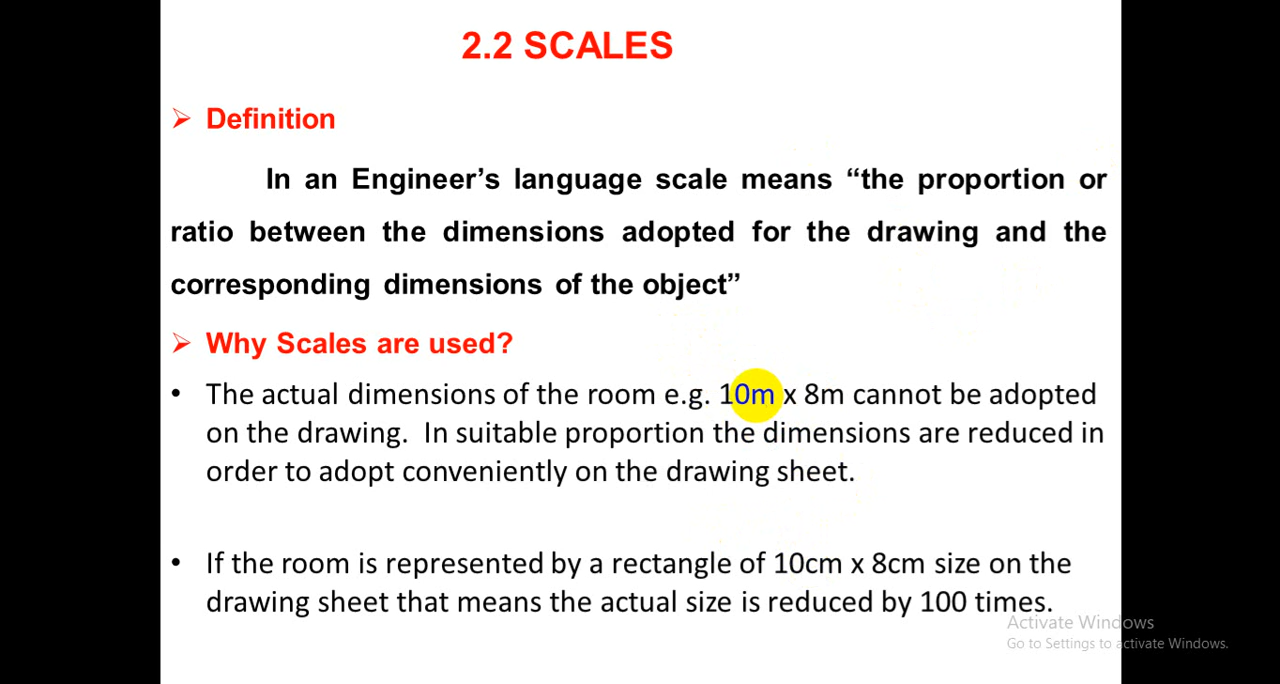 2.2 SCALES
➢ Definition
In an Engineer’s language scale means “the proportion or
ratio between the dimensions adopted for the drawing and the
corresponding dimensions of the object”
➢ Why Scales are used?
• The actual dimensions of the room e.g. 10m x 8m cannot be adopted
on the drawing. In suitable proportion the dimensions are reduced in
order to adopt conveniently on the drawing sheet.
• If the room is represented by a rectangle of 10cm x 8cm size on the
drawing sheet that means the actual size is reduced by 100 times.
Activate Windows
Go to Settings to activate Windows.